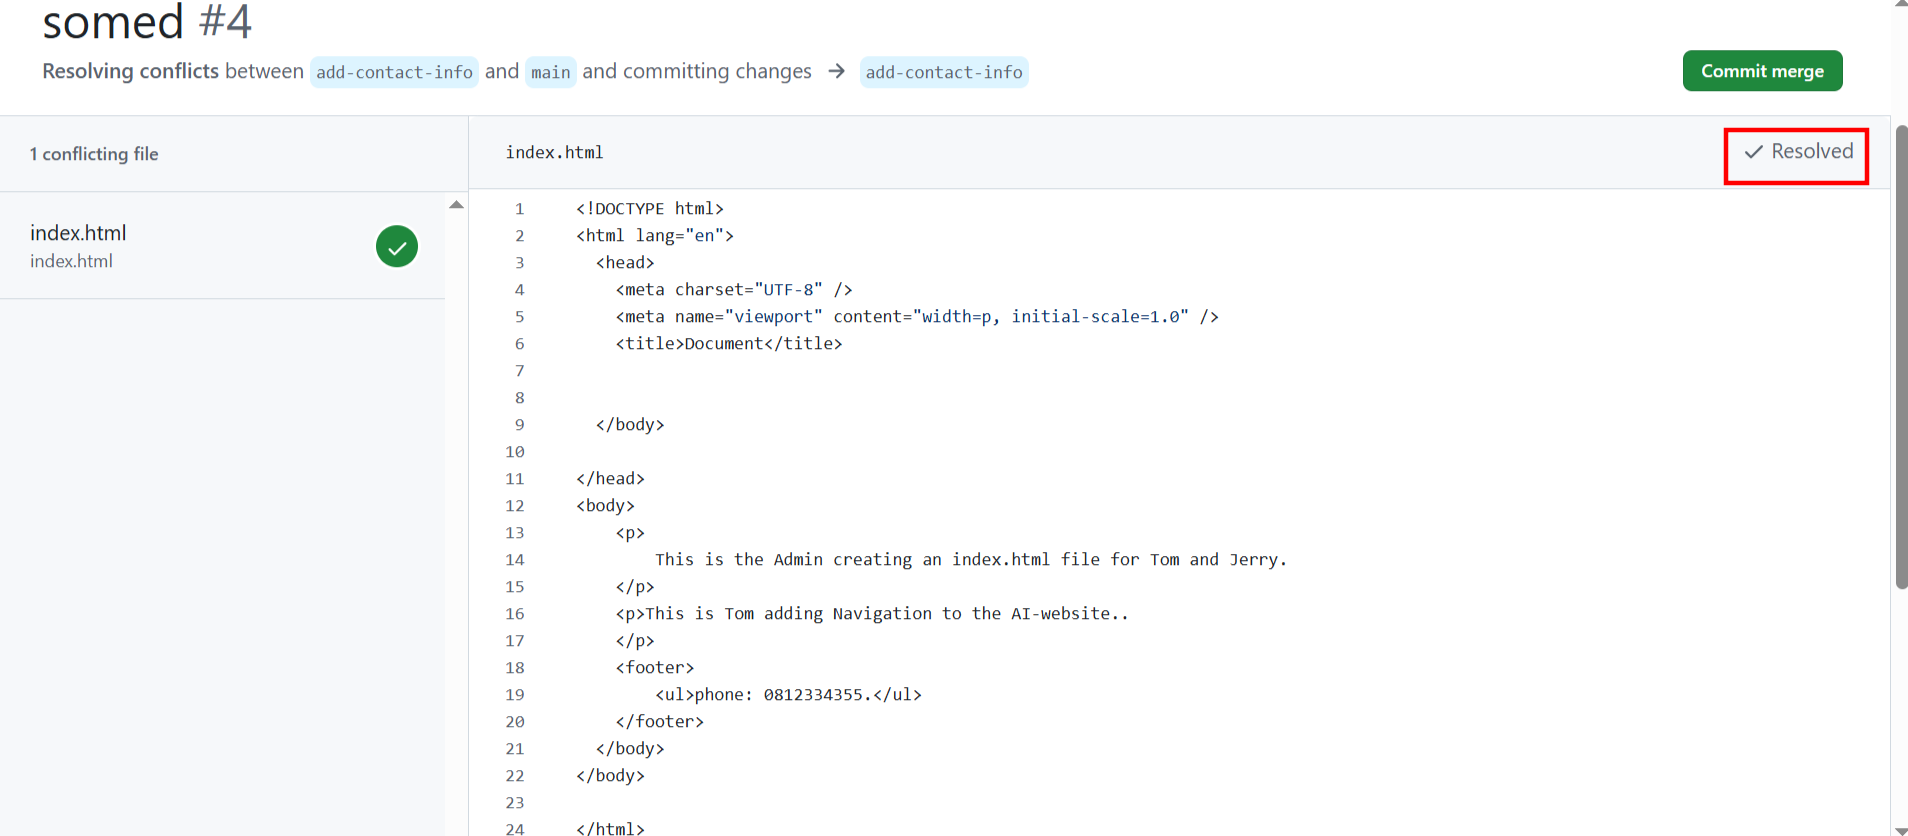 somed #4
Resolving conflicts between add-contact-info and main and committing changes → add-contact-info
Commit merge
1 conflicting file
index.html
✓ Resolved
index.html
index.html
1 <!DOCTYPE html>
2 <html lang="en">
3 <head>
4 <meta charset="UTF-8" />
5 <meta name="viewport" content="width=p, initial-scale=1.0" />
6 <title>Document</title>
7
8
9 </body>
10
11 </head>
12 <body>
13 <p>
14 This is the Admin creating an index.html file for Tom and Jerry.
15 </p>
16 <p>This is Tom adding Navigation to the AI-website..
17 </p>
18 <footer>
19 <ul>phone: 0812334355.</ul>
20 </footer>
21 </body>
22 </body>
23
24 </html>